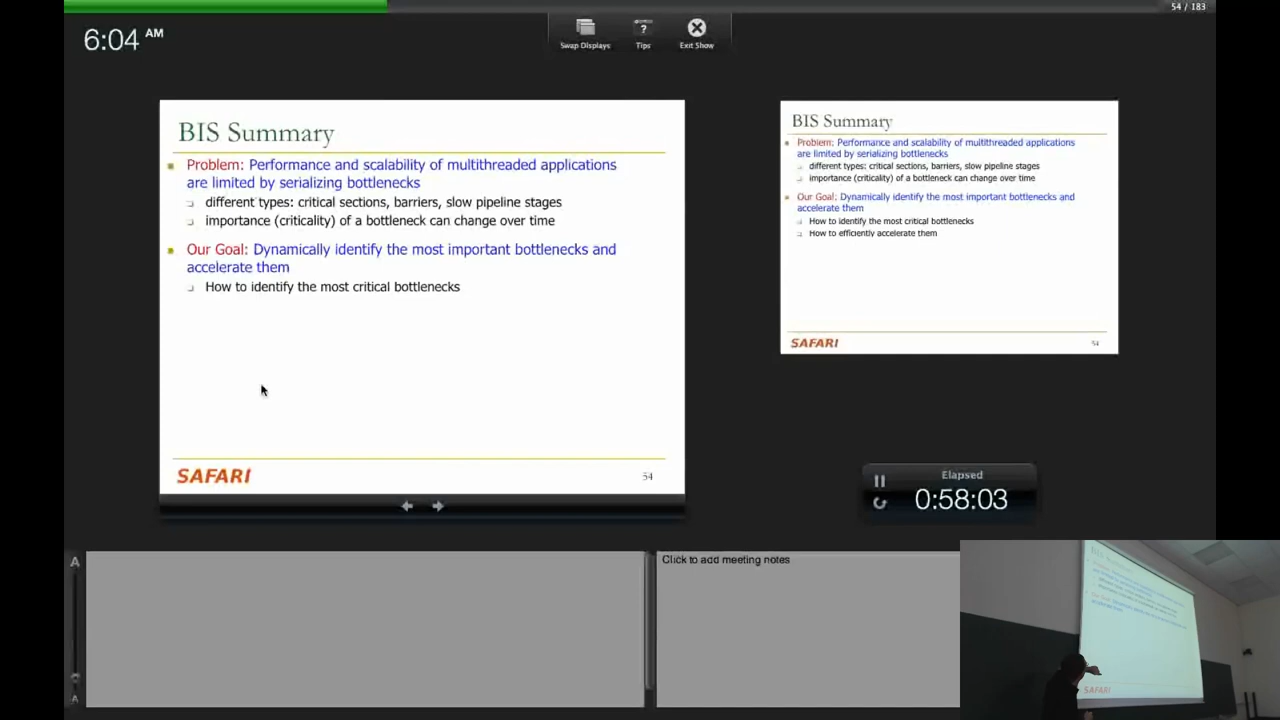 54 / 183
6:04 AM
Swap Displays
Tips
Exit Show
BIS Summary
Problem: Performance and scalability of multithreaded applications
are limited by serializing bottlenecks
different types: critical sections, barriers, slow pipeline stages
importance (criticality) of a bottleneck can change over time
Our Goal: Dynamically identify the most important bottlenecks and
accelerate them
How to identify the most critical bottlenecks
SAFARI
54
BIS Summary
Problem: Performance and scalability of multithreaded applications
are limited by serializing bottlenecks
different types: critical sections, barriers, slow pipeline stages
importance (criticality) of a bottleneck can change over time
Our Goal: Dynamically identify the most important bottlenecks and
accelerate them
How to identify the most critical bottlenecks
How to efficiently accelerate them
SAFARI
54
Elapsed
0:58:03
A
A
Click to add meeting notes
SAFARI